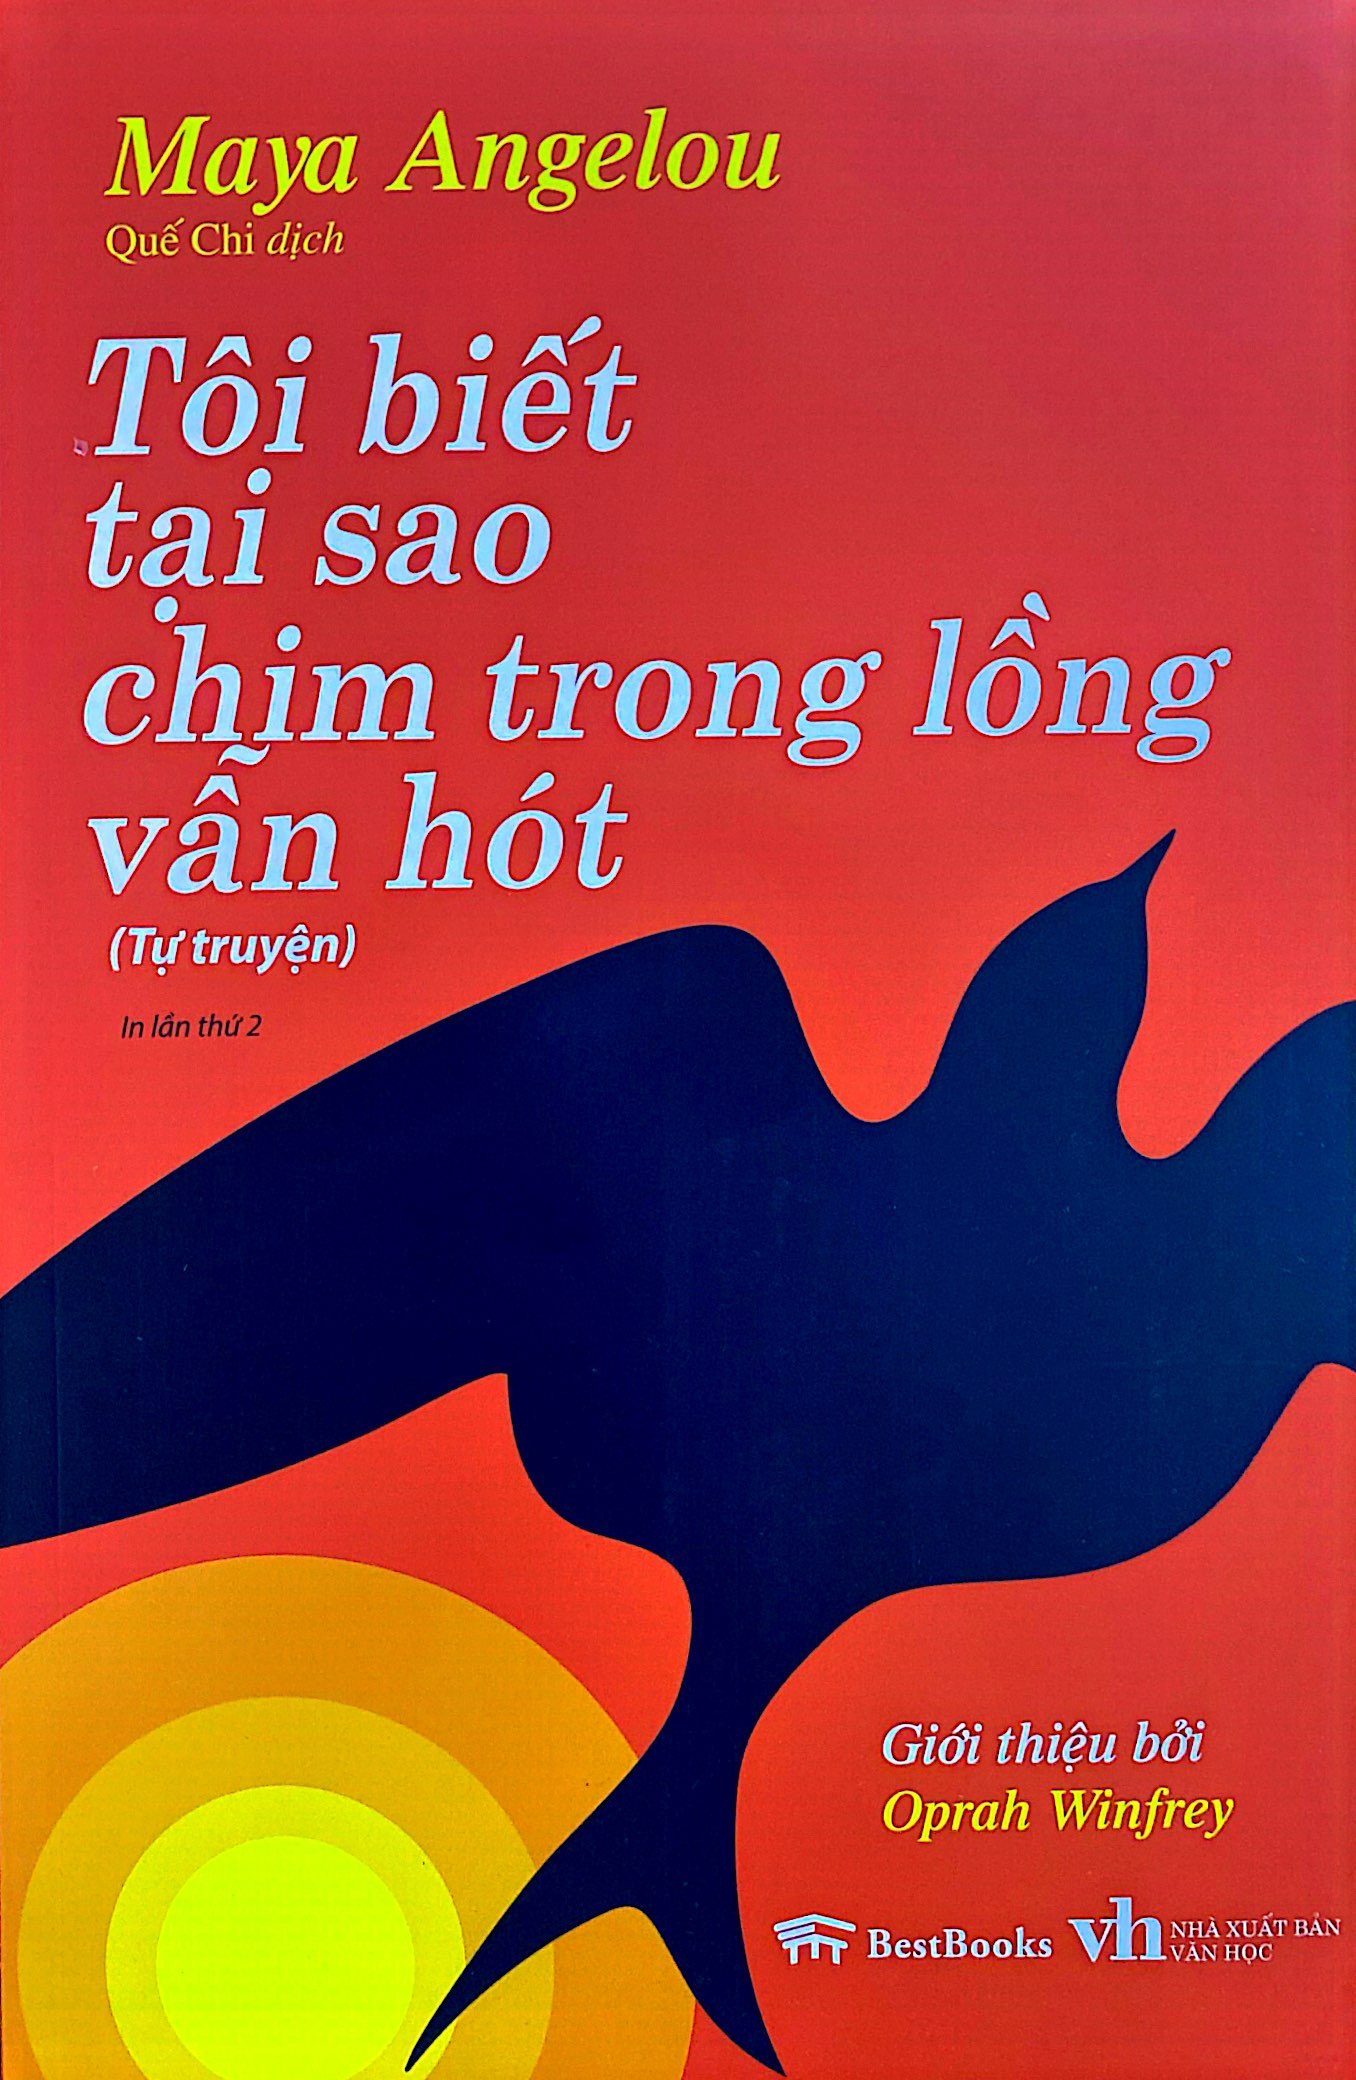 Maya Angelou
Quế Chi dịch
Tôi biết
tại sao
chim trong lồng
vẫn hót
(Tự truyện)
In lần thứ 2
Giới thiệu bởi
Oprah Winfrey
BestBooks
vh
NHÀ XUẤT BẢN
VĂN HỌC